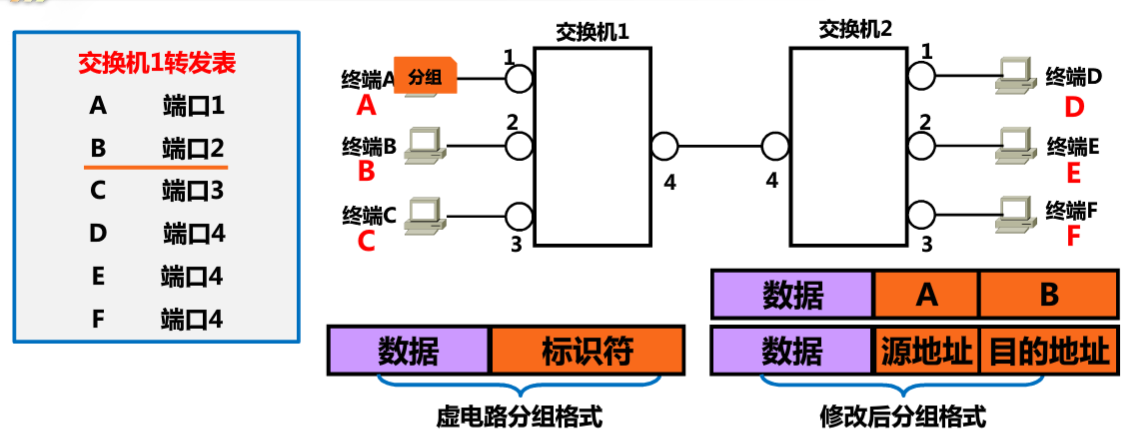 交换机1转发表
A 端口1
B 端口2
C 端口3
D 端口4
E 端口4
F 端口4
交换机1
交换机2
终端A
分组
A
1
1
终端D
D
终端B
B
2
2
终端E
E
4
4
终端C
C
3
3
终端F
F
数据 A B
数据 标识符
数据 源地址 目的地址
虚电路分组格式
修改后分组格式